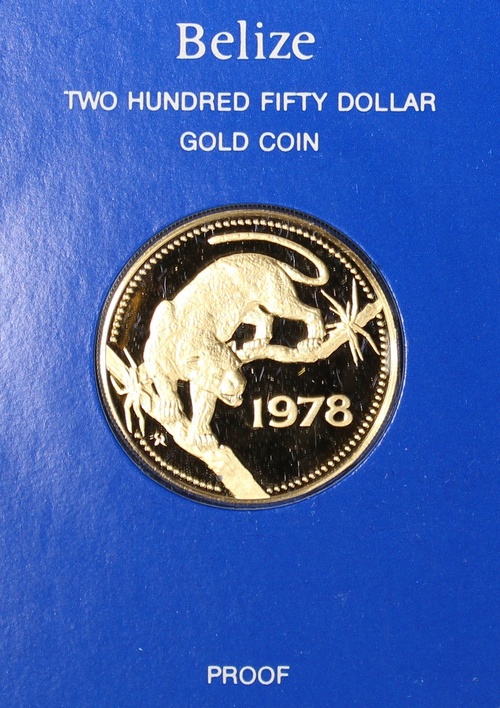 Belize
TWO HUNDRED FIFTY DOLLAR
GOLD COIN
1978
PROOF